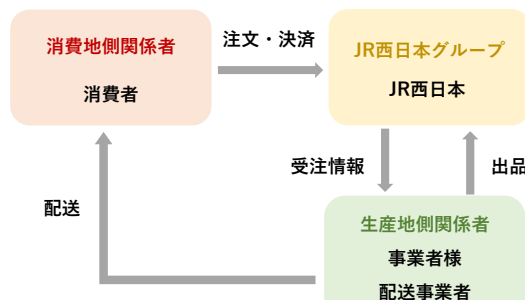 消費地側関係者
消費者
注文・決済
JR西日本グループ
JR西日本
受注情報
出品
配送
生産地側関係者
事業者様
配送事業者